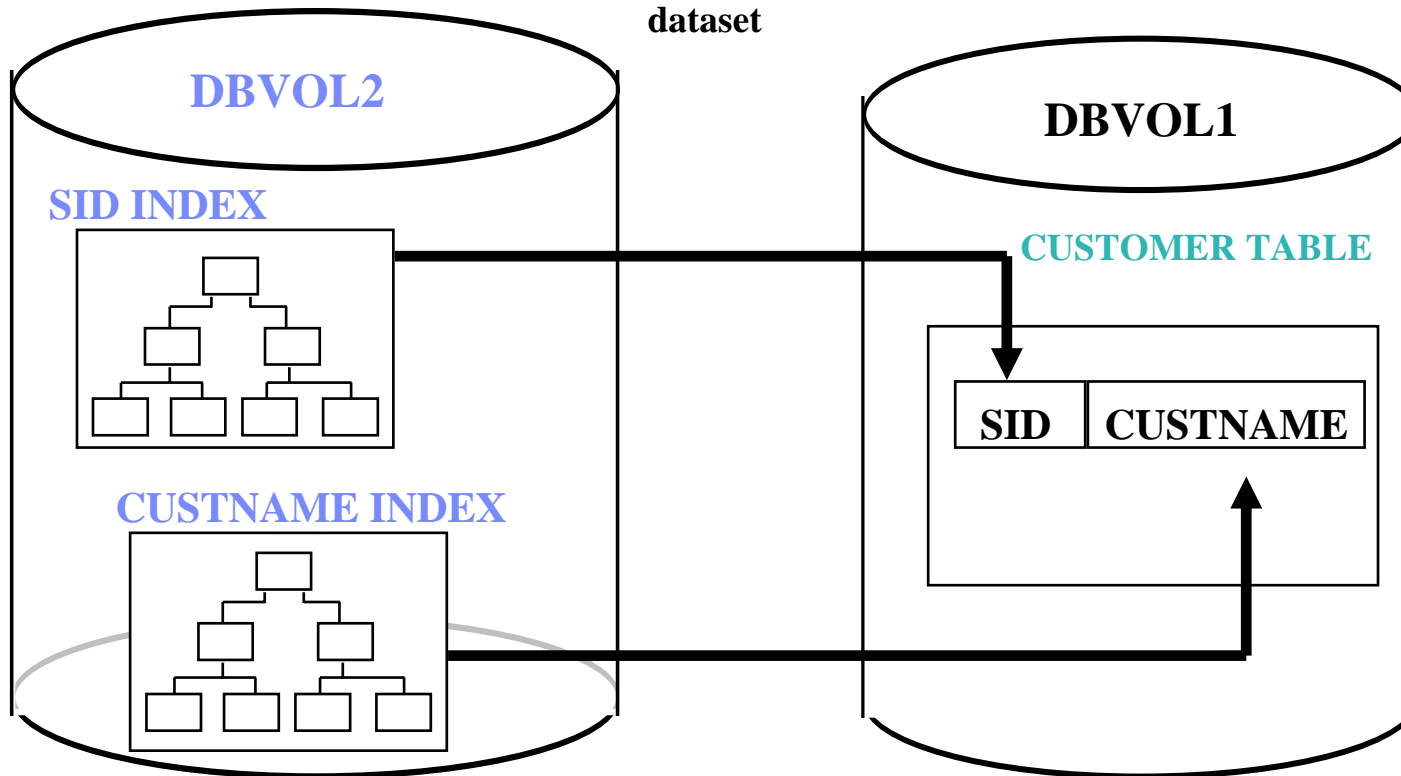 dataset
DBVOL2
DBVOL1
SID INDEX
CUSTOMER TABLE
SID
CUSTNAME
CUSTNAME INDEX